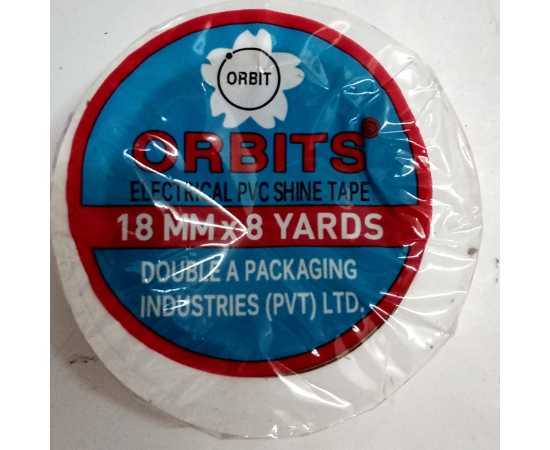 ORBIT
ORBITS®
ELECTRICAL PVC SHINE TAPE
18 MM x 8 YARDS
DOUBLE A PACKAGING
INDUSTRIES (PVT) LTD.